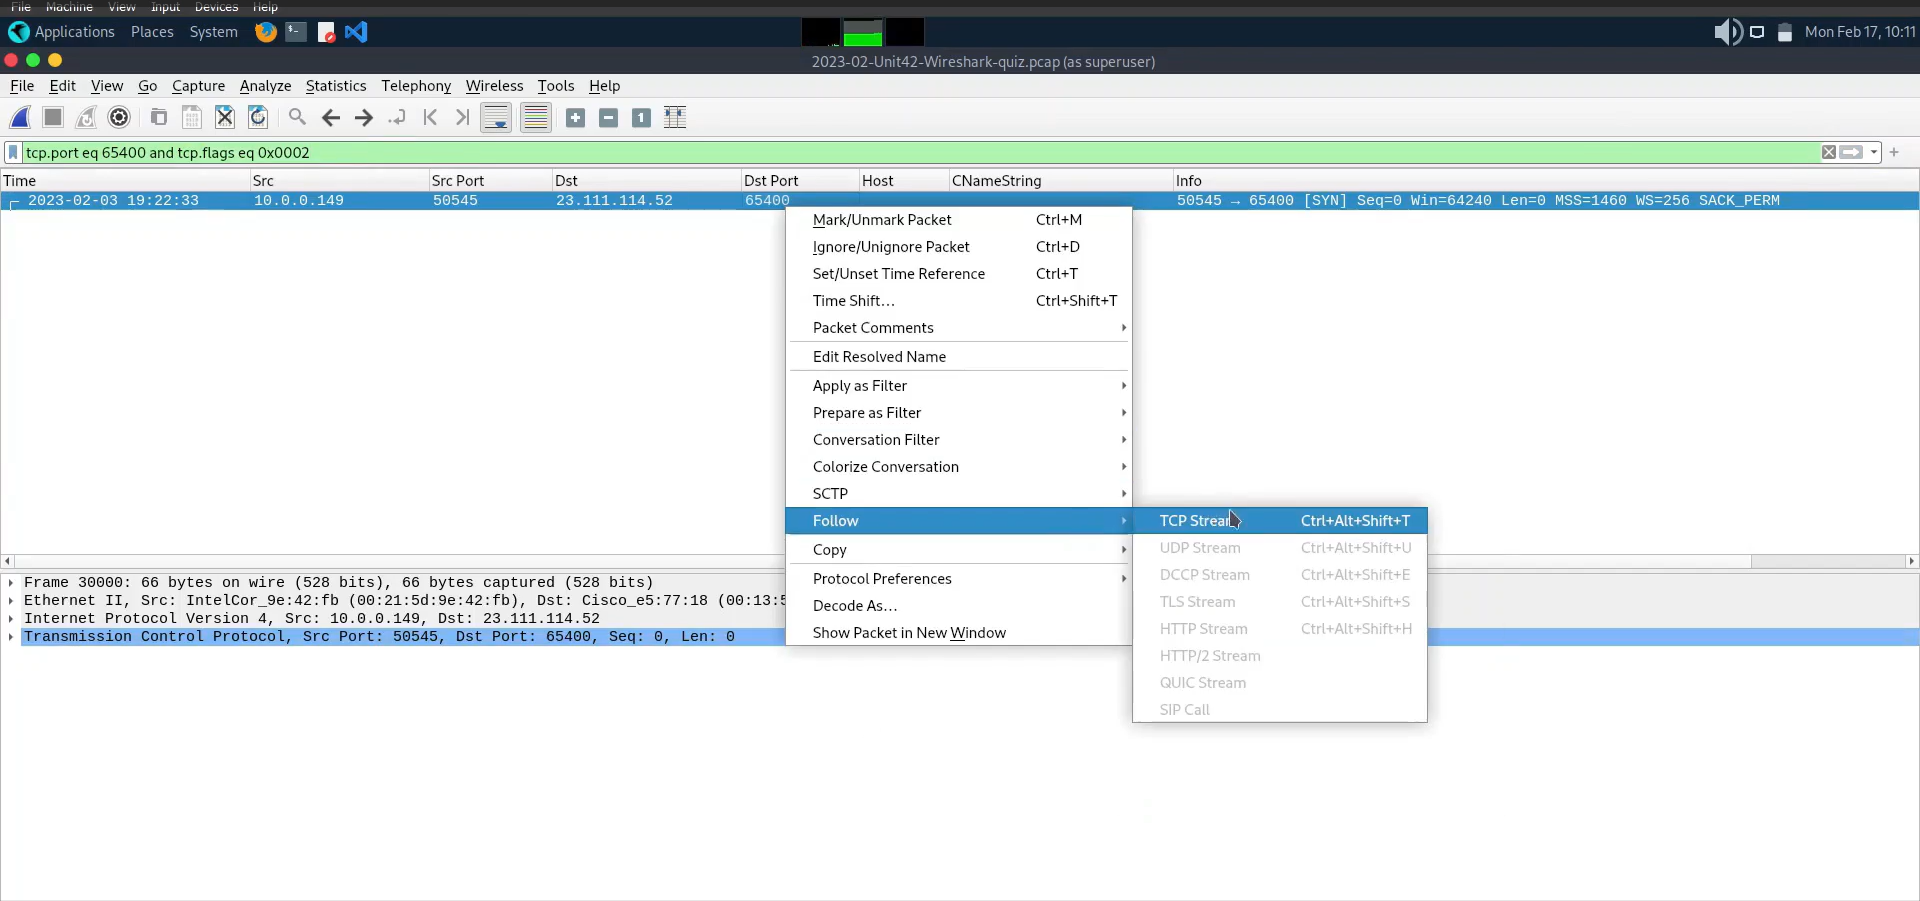 File Machine View Input Devices Help
Applications Places System Mon Feb 17, 10:11
2023-02-Unit42-Wireshark-quiz.pcap (as superuser)
File Edit View Go Capture Analyze Statistics Telephony Wireless Tools Help
tcp.port eq 65400 and tcp.flags eq 0x0002
Time Src Src Port Dst Dst Port Host CNameString Info
2023-02-03 19:22:33 10.0.0.149 50545 23.111.114.52 65400 50545 → 65400 [SYN] Seq=0 Win=64240 Len=0 MSS=1460 WS=256 SACK_PERM
Mark/Unmark Packet Ctrl+M
Ignore/Unignore Packet Ctrl+D
Set/Unset Time Reference Ctrl+T
Time Shift... Ctrl+Shift+T
Packet Comments
Edit Resolved Name
Apply as Filter
Prepare as Filter
Conversation Filter
Colorize Conversation
SCTP
Follow
Copy
Protocol Preferences
Decode As...
Show Packet in New Window
TCP Stream Ctrl+Alt+Shift+T
UDP Stream Ctrl+Alt+Shift+U
DCCP Stream Ctrl+Alt+Shift+E
TLS Stream Ctrl+Alt+Shift+S
HTTP Stream Ctrl+Alt+Shift+H
HTTP/2 Stream
QUIC Stream
SIP Call
Frame 30000: 66 bytes on wire (528 bits), 66 bytes captured (528 bits)
Ethernet II, Src: IntelCor_9e:42:fb (00:21:5d:9e:42:fb), Dst: Cisco_e5:77:18 (00:13:5
Internet Protocol Version 4, Src: 10.0.0.149, Dst: 23.111.114.52
Transmission Control Protocol, Src Port: 50545, Dst Port: 65400, Seq: 0, Len: 0